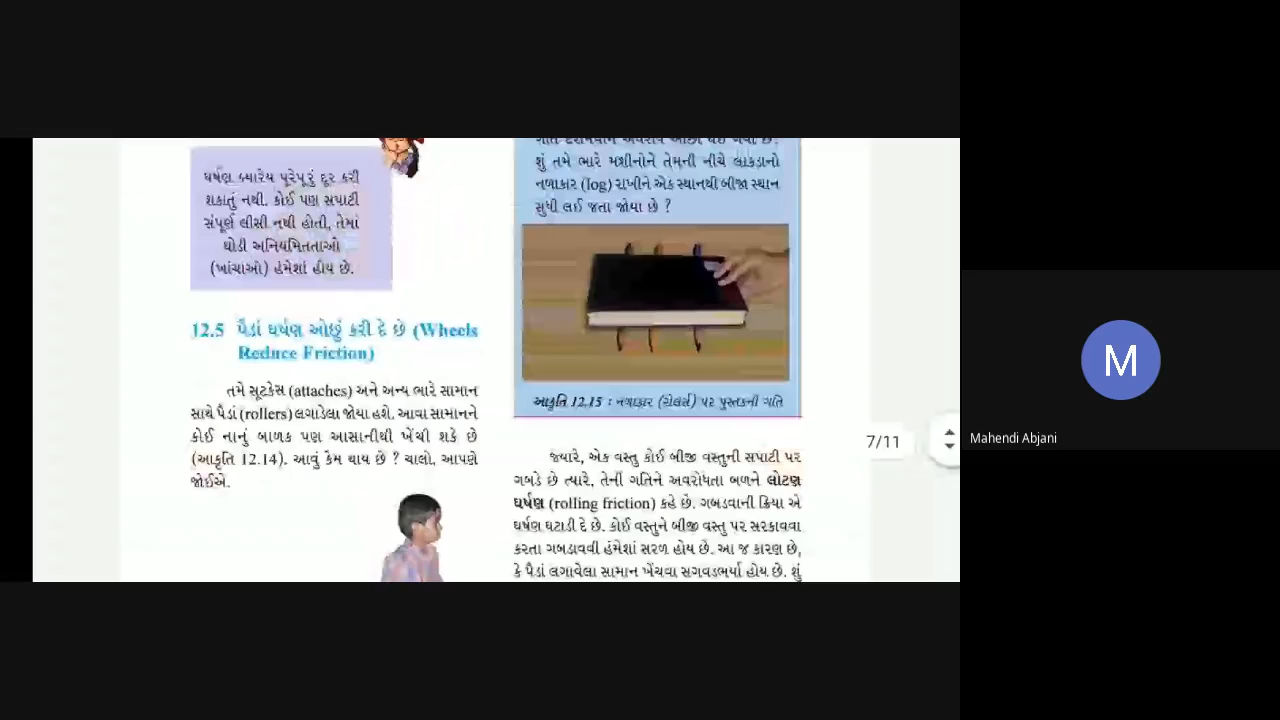 ઘર્ષણ ક્યારેય પૂરેપૂરું દૂર કરી
શકાતું નથી. કોઈ પણ સપાટી
સંપૂર્ણ લીસી નથી હોતી, તેમાં
થોડી અનિયમિતતાઓ
(ખાંચાઓ) હંમેશાં હોય છે.
12.5 પૈડાં ઘર્ષણ ઓછું કરી દે છે (Wheels
Reduce Friction)
તમે સૂટકેસ (attaches) અને અન્ય ભારે સામાન
સાથે પૈડાં (rollers) લગાડેલા જોયા હશે. આવા સામાનને
કોઈ નાનું બાળક પણ આસાનીથી ખેંચી શકે છે
(આકૃતિ 12.14). આવું કેમ થાય છે ? ચાલો, આપણે
જોઈએ.
શું તમે ભારે મશીનોને તેમની નીચે લાકડાનો
નળાકાર (log) રાખીને એક સ્થાનથી બીજા સ્થાન
સુધી લઈ જતા જોયા છે ?
આકૃતિ 12.15 : નળાકાર (રોલર્સ) પર પુસ્તકની ગતિ
જ્યારે, એક વસ્તુ કોઈ બીજી વસ્તુની સપાટી પર
ગબડે છે ત્યારે, તેની ગતિને અવરોધતા બળને લોટણ
ઘર્ષણ (rolling friction) કહે છે. ગબડવાની ક્રિયા એ
ઘર્ષણ ઘટાડી દે છે. કોઈ વસ્તુને બીજી વસ્તુ પર સરકાવવા
કરતા ગબડાવવી હંમેશાં સરળ હોય છે. આ જ કારણ છે,
કે પૈડાં લગાવેલા સામાન ખેંચવા સગવડભર્યા હોય છે. શું
7/11
M
Mahendi Abjani